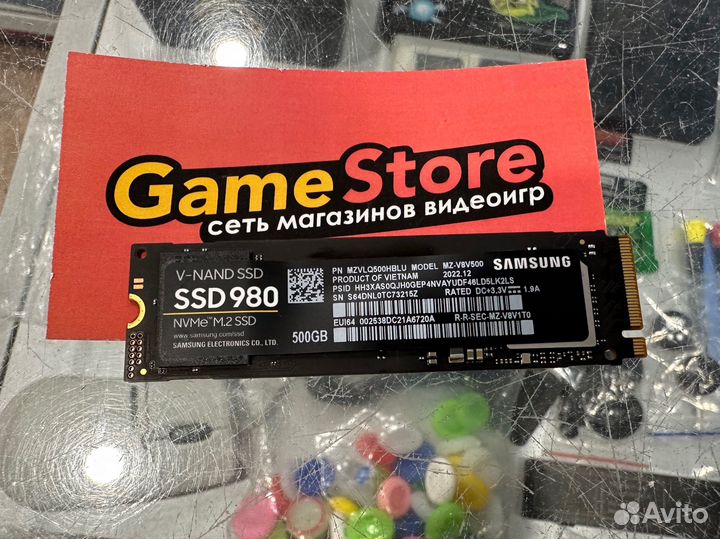 Game Store
сеть магазинов видеоигр
V-NAND SSD
SSD 980
NVMe™ M.2 SSD
www.samsung.com/ssd
SAMSUNG ELECTRONICS CO., LTD.
PN MZVLQ500HBLU MODEL MZ-V8V500
PRODUCT OF VIETNAM 2022.12
PSID HH3XAS0QJH0GEP4NVAYUDF46LD5LK2LS
SN S64DNL0TC73215Z RATED DC+3.3V 1.9A
SAMSUNG
EUI64 002538DC21A6720A R-R-SEC-MZ-V8V1T0
500GB
Avito